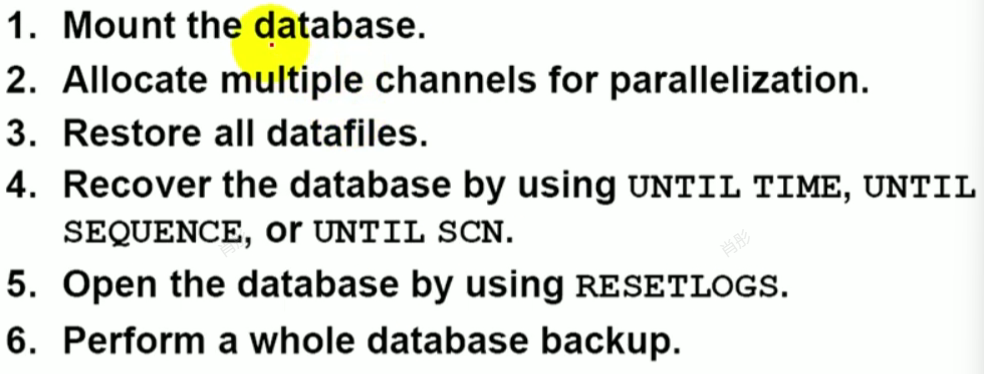 1. Mount the database.
2. Allocate multiple channels for parallelization.
3. Restore all datafiles.
4. Recover the database by using UNTIL TIME, UNTIL
SEQUENCE, or UNTIL SCN.
肖彤
5. Open the database by using RESETLOGS.
6. Perform a whole database backup.